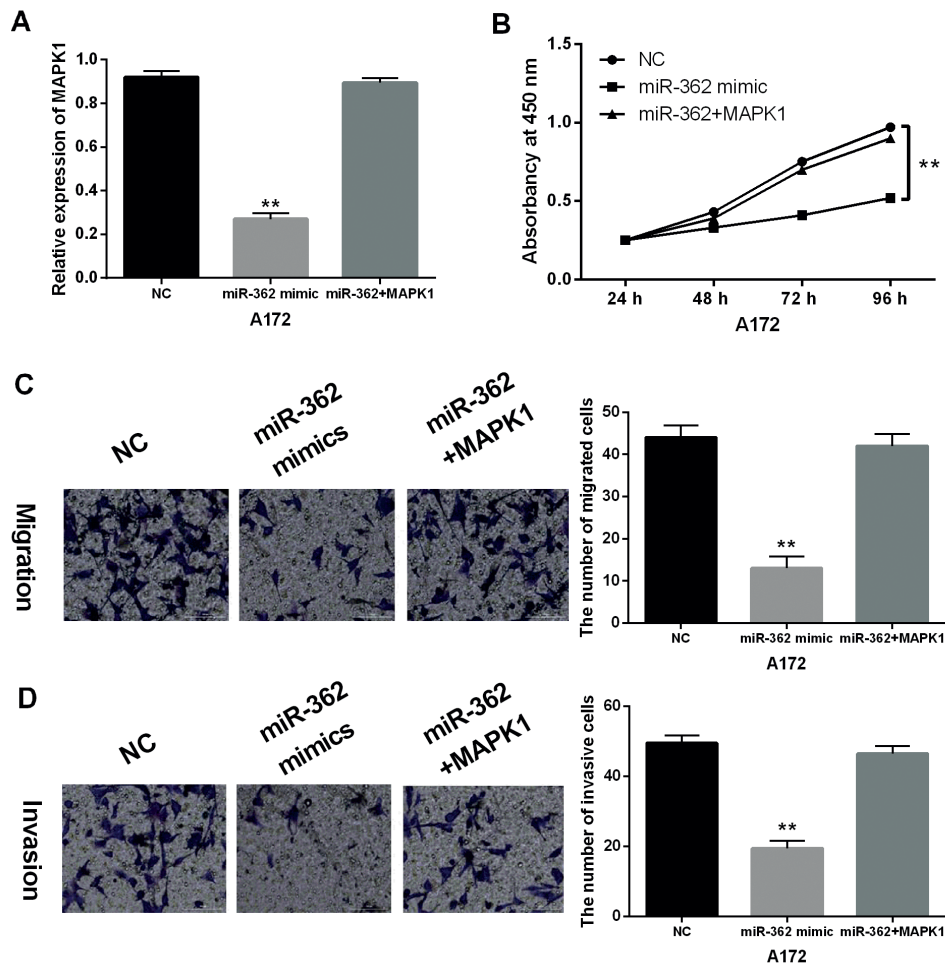 A
Relative expression of MAPK1
1.0
0.8
0.6
0.4
0.2
0.0
**
NC
miR-362 mimic
miR-362+MAPK1
A172
B
Absorbancy at 450 nm
1.5
1.0
0.5
0.0
NC
miR-362 mimic
miR-362+MAPK1
**
24 h
48 h
72 h
96 h
A172
C
NC
miR-362
mimics
miR-362
+MAPK1
Migration
The number of migrated cells
50
40
30
20
10
0
**
NC
miR-362 mimic
miR-362+MAPK1
A172
D
NC
miR-362
mimics
miR-362
+MAPK1
Invasion
The number of invasive cells
60
40
20
0
**
NC
miR-362 mimic
miR-362+MAPK1
A172